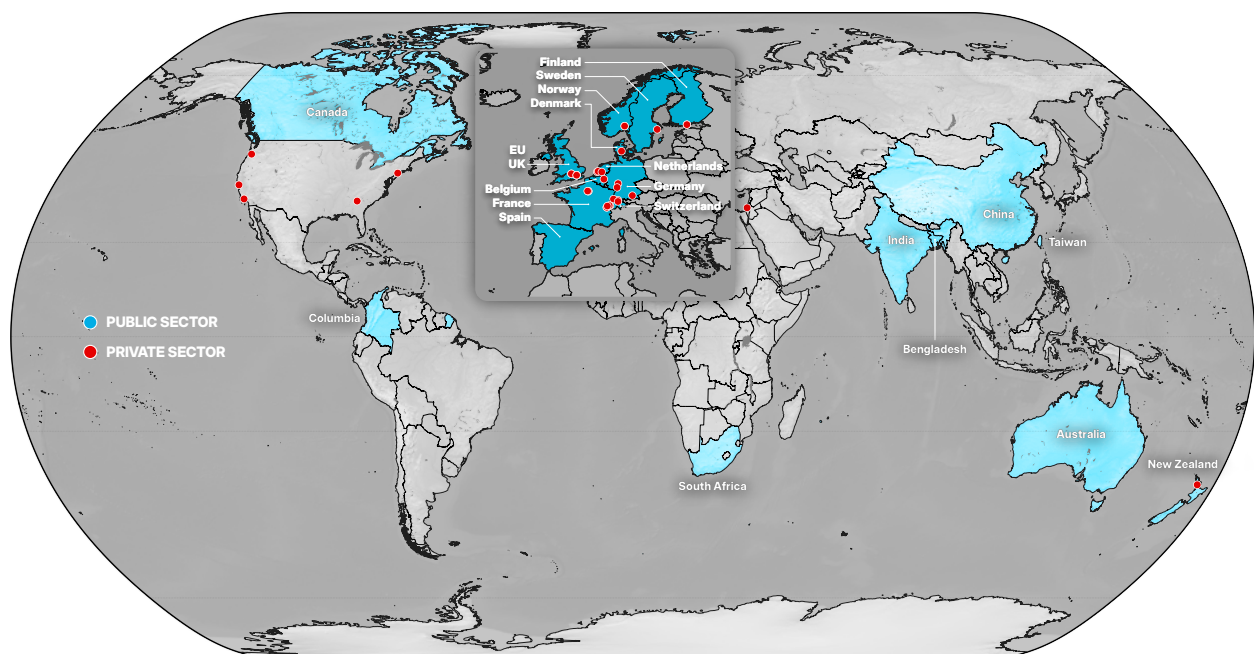 Finland
Sweden
Norway
Denmark
EU
UK
Netherlands
Belgium
Germany
France
Switzerland
Spain
Canada
China
India
Taiwan
Columbia
PUBLIC SECTOR
PRIVATE SECTOR
Bengladesh
Australia
New Zealand
South Africa